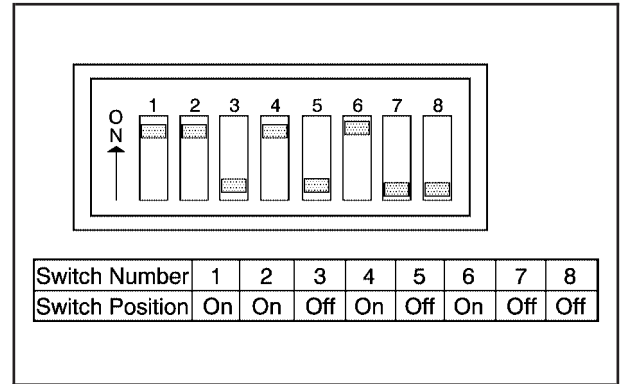 ON
1 2 3 4 5 6 7 8
Switch Number 1 2 3 4 5 6 7 8
Switch Position On On Off On Off On Off Off